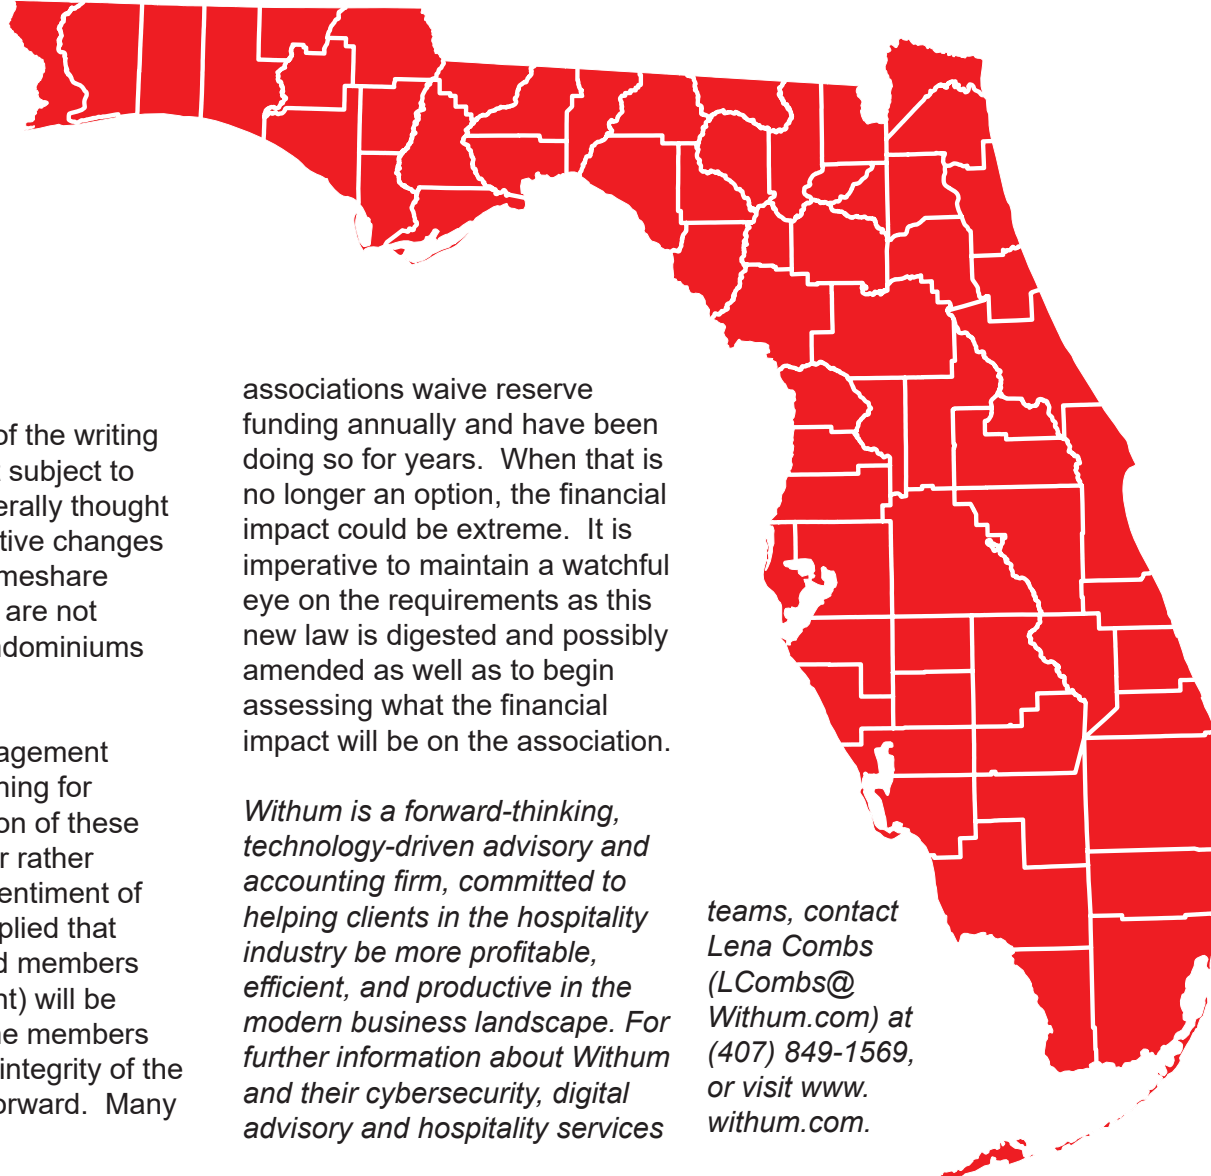 of the writing
subject to
erally thought
tive changes
meshare
are not
ndominiums
agement
ning for
on of these
r rather
entiment of
plied that
d members
nt) will be
ne members
integrity of the
orward.  Many
associations waive reserve
funding annually and have been
doing so for years.  When that is
no longer an option, the financial
impact could be extreme.  It is
imperative to maintain a watchful
eye on the requirements as this
new law is digested and possibly
amended as well as to begin
assessing what the financial
impact will be on the association.
Withum is a forward-thinking,
technology-driven advisory and
accounting firm, committed to
helping clients in the hospitality
industry be more profitable,
efficient, and productive in the
modern business landscape. For
further information about Withum
and their cybersecurity, digital
advisory and hospitality services
teams, contact
Lena Combs
(LCombs@
Withum.com) at
(407) 849-1569,
or visit www.
withum.com.